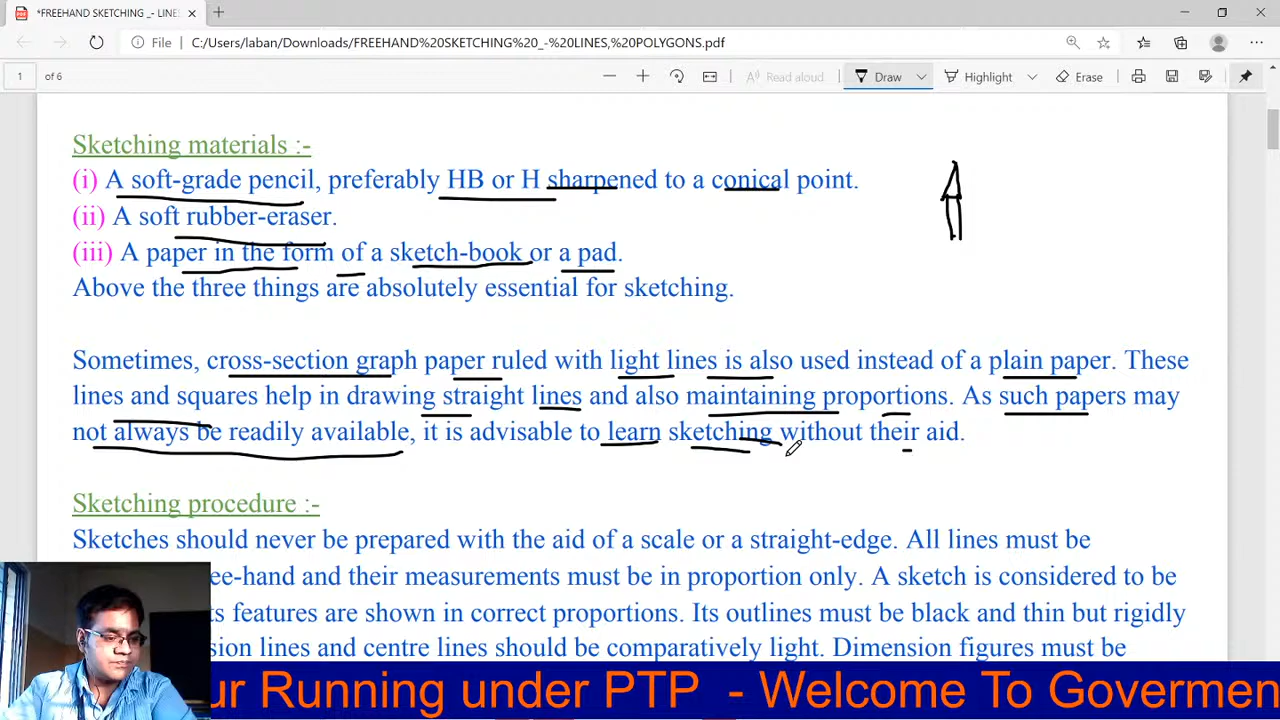 *FREEHAND SKETCHING _- LINES
File C:/Users/laban/Downloads/FREEHAND%20SKETCHING%20_-%20LINES,%20POLYGONS.pdf
1 of 6 Read aloud Draw Highlight Erase
Sketching materials :-
(i) A soft-grade pencil, preferably HB or H sharpened to a conical point.
(ii) A soft rubber-eraser.
(iii) A paper in the form of a sketch-book or a pad.
Above the three things are absolutely essential for sketching.
Sometimes, cross-section graph paper ruled with light lines is also used instead of a plain paper. These
lines and squares help in drawing straight lines and also maintaining proportions. As such papers may
not always be readily available, it is advisable to learn sketching without their aid.
Sketching procedure :-
Sketches should never be prepared with the aid of a scale or a straight-edge. All lines must be
ee-hand and their measurements must be in proportion only. A sketch is considered to be
ts features are shown in correct proportions. Its outlines must be black and thin but rigidly
sion lines and centre lines should be comparatively light. Dimension figures must be
ur Running under PTP - Welcome To Govermen